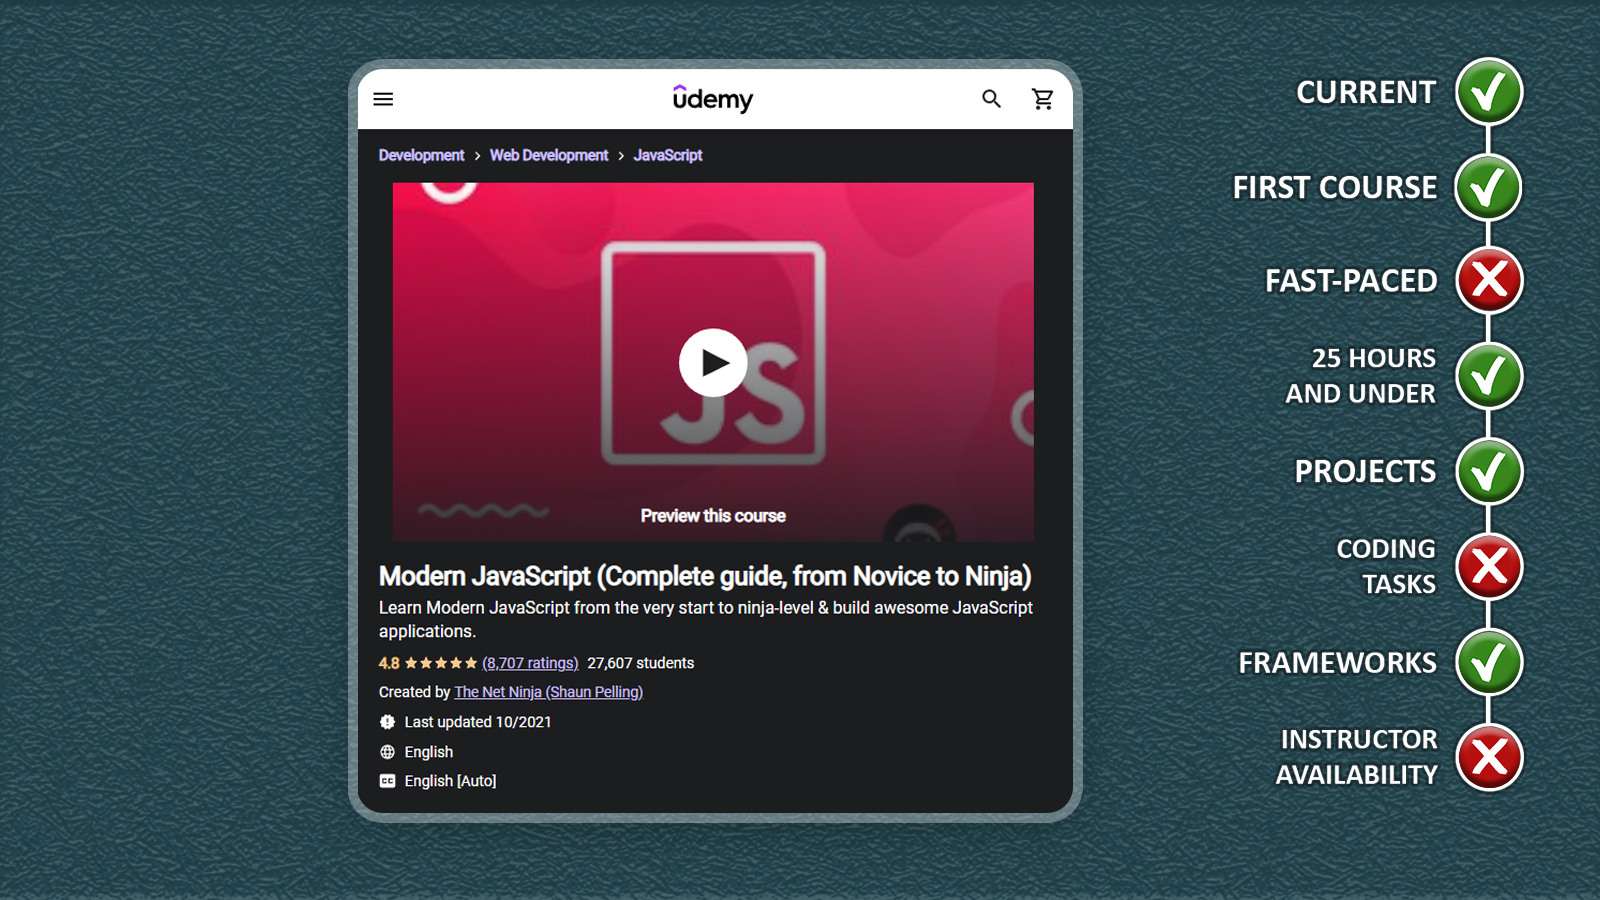 udemy
Development > Web Development > JavaScript
JS
Preview this course
Modern JavaScript (Complete guide, from Novice to Ninja)
Learn Modern JavaScript from the very start to ninja-level & build awesome JavaScript
applications.
4.8 (8,707 ratings) 27,607 students
Created by The Net Ninja (Shaun Pelling)
Last updated 10/2021
English
CC English [Auto]
CURRENT
FIRST COURSE
FAST-PACED
25 HOURS
AND UNDER
PROJECTS
CODING
TASKS
FRAMEWORKS
INSTRUCTOR
AVAILABILITY